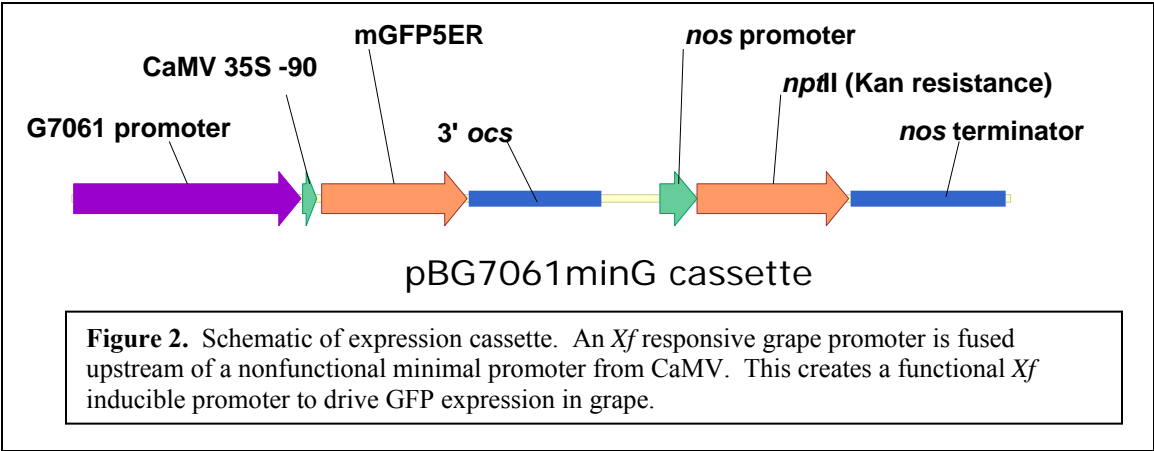 mGFP5ER
nos promoter
CaMV 35S -90
nptII (Kan resistance)
G7061 promoter
3' ocs
nos terminator
pBG7061minG cassette
Figure 2. Schematic of expression cassette. An Xf responsive grape promoter is fused
upstream of a nonfunctional minimal promoter from CaMV. This creates a functional Xf
inducible promoter to drive GFP expression in grape.